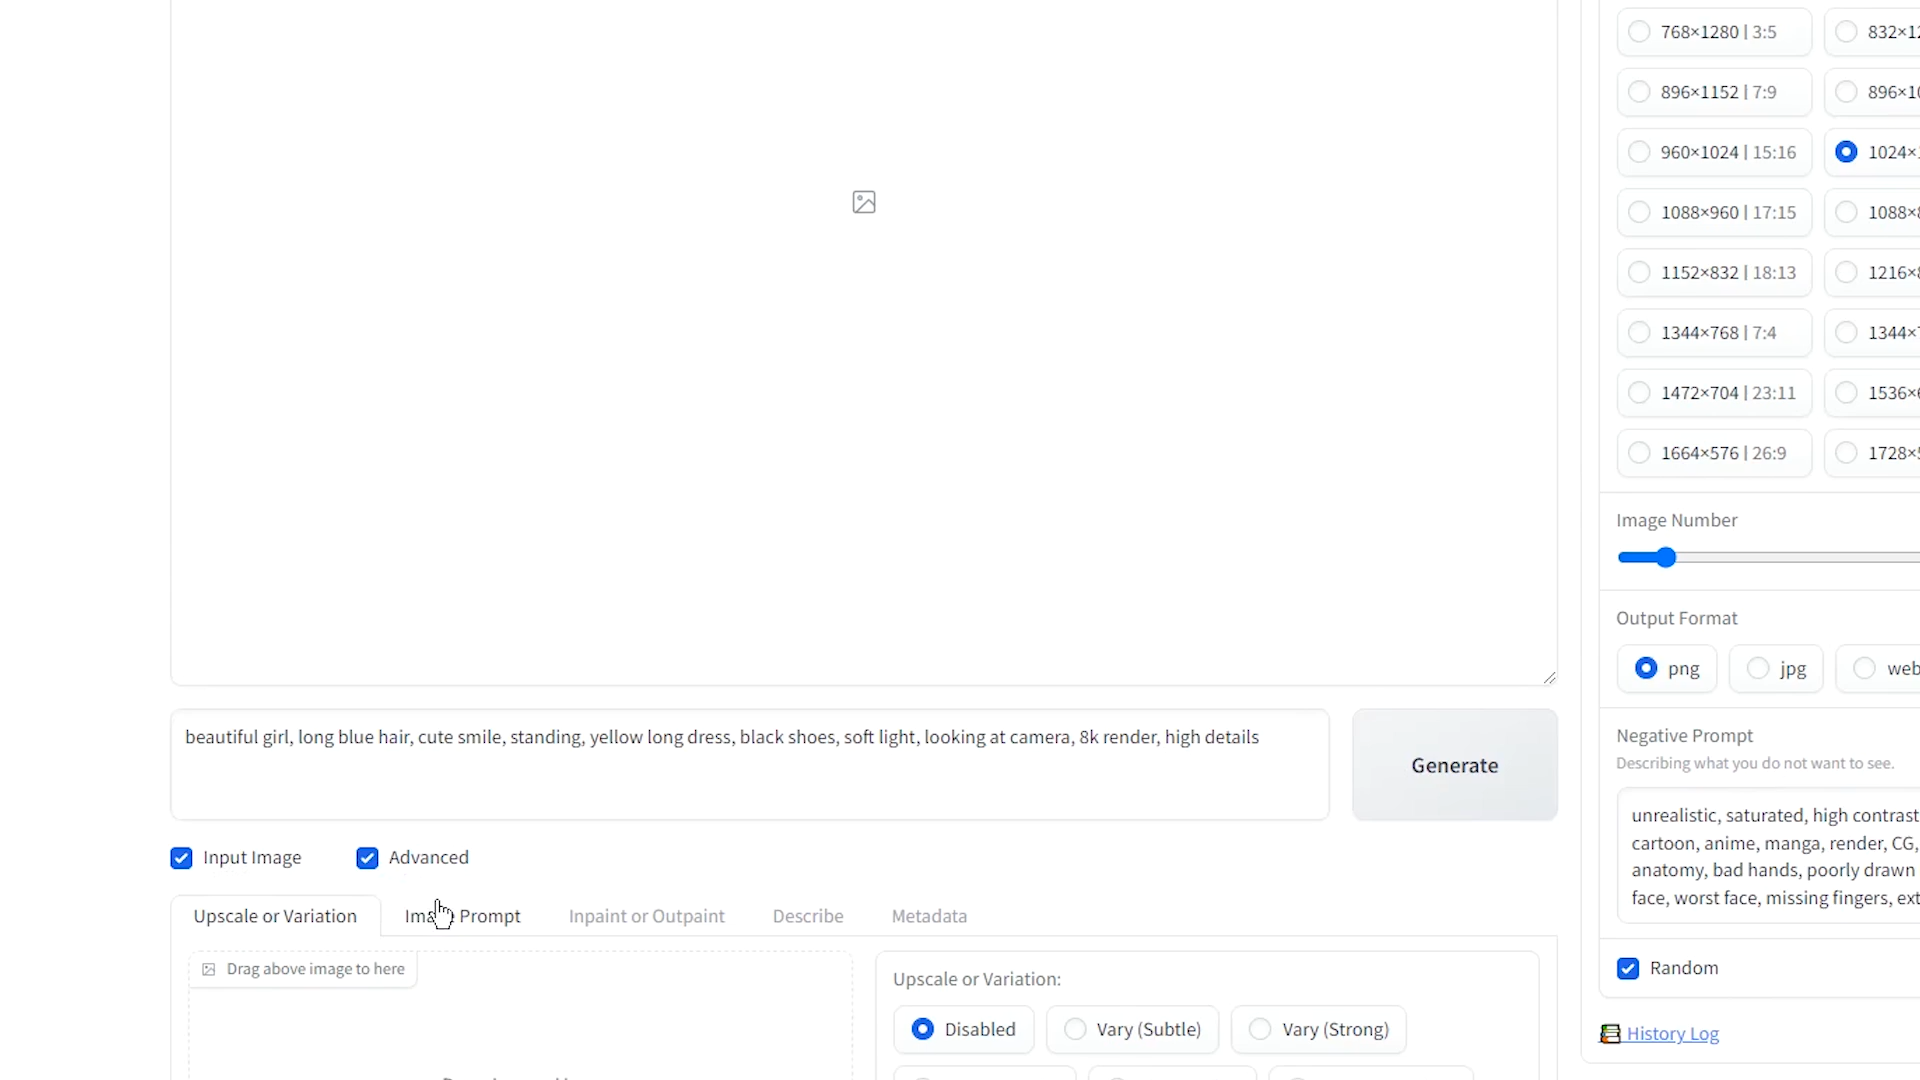 768×1280 | 3:5
832×12
896×1152 | 7:9
896×10
960×1024 | 15:16
1024×
1088×960 | 17:15
1088×8
1152×832 | 18:13
1216×8
1344×768 | 7:4
1344×7
1472×704 | 23:11
1536×6
1664×576 | 26:9
1728×5
Image Number
Output Format
png
jpg
web
Negative Prompt
Describing what you do not want to see.
unrealistic, saturated, high contrast
cartoon, anime, manga, render, CG,
anatomy, bad hands, poorly drawn
face, worst face, missing fingers, ext
Random
History Log
beautiful girl, long blue hair, cute smile, standing, yellow long dress, black shoes, soft light, looking at camera, 8k render, high details
Generate
Input Image
Advanced
Upscale or Variation
Image Prompt
Inpaint or Outpaint
Describe
Metadata
Drag above image to here
Upscale or Variation:
Disabled
Vary (Subtle)
Vary (Strong)